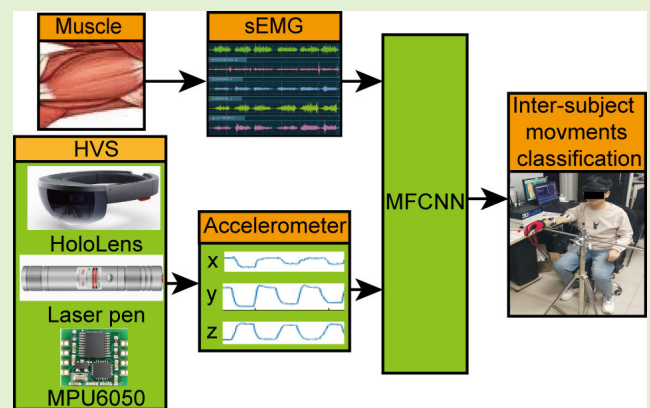 Muscle
sEMG
HVS
HoloLens
Laser pen
MPU6050
Accelerometer
x
y
z
MFCNN
Inter-subject
movments
classification